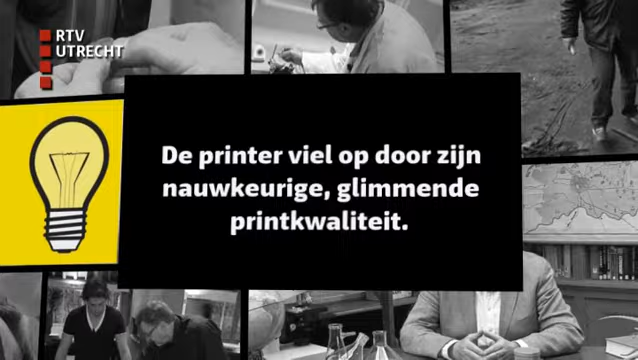 RTV
UTRECHT
De printer viel op door zijn
nauwkeurige, glimmende
printkwaliteit.